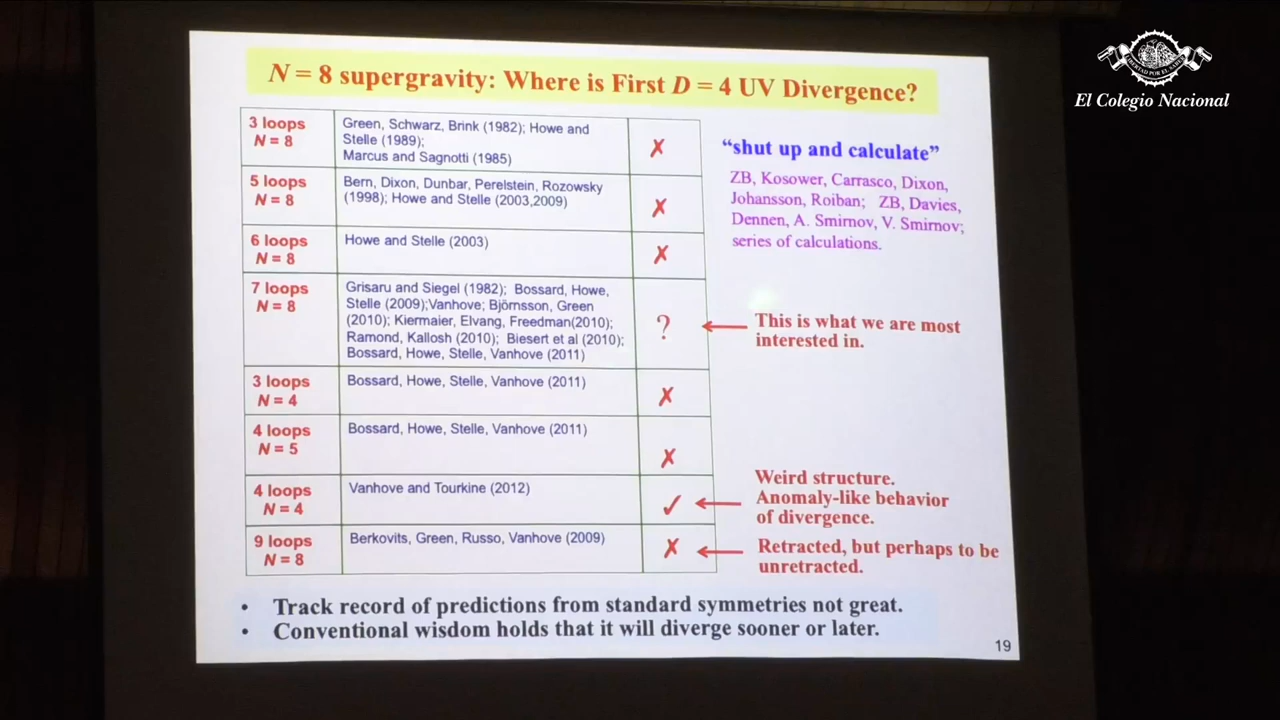 N = 8 supergravity: Where is First D = 4 UV Divergence?
3 loops
N = 8
Green, Schwarz, Brink (1982); Howe and
Stelle (1989);
Marcus and Sagnotti (1985)
✗
5 loops
N = 8
Bern, Dixon, Dunbar, Perelstein, Rozowsky
(1998); Howe and Stelle (2003,2009)
✗
6 loops
N = 8
Howe and Stelle (2003)
✗
7 loops
N = 8
Grisaru and Siegel (1982); Bossard, Howe,
Stelle (2009);Vanhove; Björnsson, Green
(2010); Kiermaier, Elvang, Freedman(2010);
Ramond, Kallosh (2010); Biesert et al (2010);
Bossard, Howe, Stelle, Vanhove (2011)
?
3 loops
N = 4
Bossard, Howe, Stelle, Vanhove (2011)
✗
4 loops
N = 5
Bossard, Howe, Stelle, Vanhove (2011)
✗
4 loops
N = 4
Vanhove and Tourkine (2012)
✓
9 loops
N = 8
Berkovits, Green, Russo, Vanhove (2009)
✗
“shut up and calculate”
ZB, Kosower, Carrasco, Dixon,
Johansson, Roiban; ZB, Davies,
Dennen, A. Smirnov, V. Smirnov;
series of calculations.
This is what we are most
interested in.
Weird structure.
Anomaly-like behavior
of divergence.
Retracted, but perhaps to be
unretracted.
• Track record of predictions from standard symmetries not great.
• Conventional wisdom holds that it will diverge sooner or later.
19
El Colegio Nacional